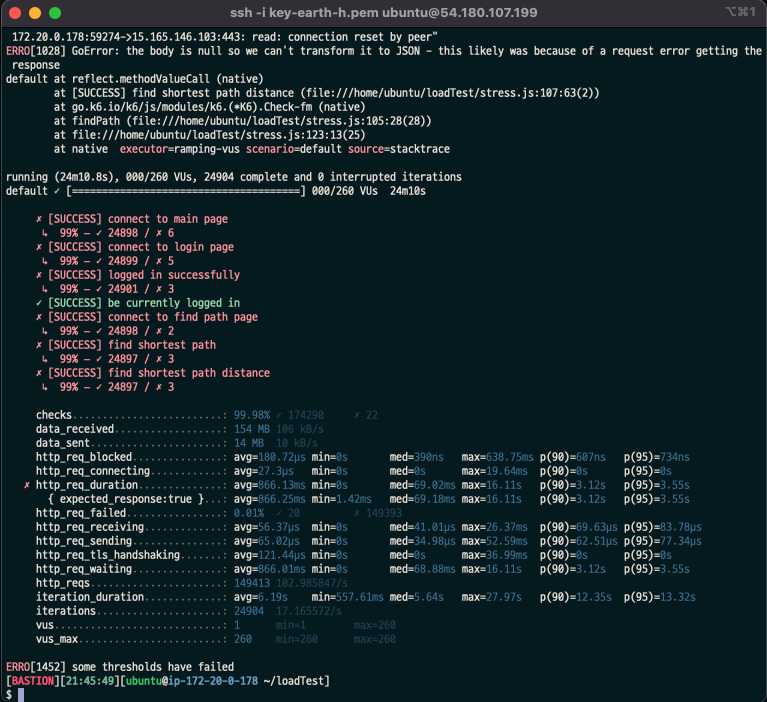 ssh -i key-earth-h.pem ubuntu@54.180.107.199 ⌥⌘1
172.20.0.178:59274->15.165.146.103:443: read: connection reset by peer"
ERRO[1028] GoError: the body is null so we can't transform it to JSON - this likely was because of a request error getting the
response
default at reflect.methodValueCall (native)
at [SUCCESS] find shortest path distance (file:///home/ubuntu/loadTest/stress.js:107:63(2))
at go.k6.io/k6/js/modules/k6.(*K6).Check-fm (native)
at findPath (file:///home/ubuntu/loadTest/stress.js:105:28(28))
at file:///home/ubuntu/loadTest/stress.js:123:13(25)
at native  executor=ramping-vus scenario=default source=stacktrace
running (24m10.8s), 000/260 VUs, 24904 complete and 0 interrupted iterations
default ✓ [======================================] 000/260 VUs  24m10s
✗ [SUCCESS] connect to main page
↳  99% — ✓ 24898 / ✗ 6
✗ [SUCCESS] connect to login page
↳  99% — ✓ 24899 / ✗ 5
✗ [SUCCESS] logged in successfully
↳  99% — ✓ 24901 / ✗ 3
✓ [SUCCESS] be currently logged in
✗ [SUCCESS] connect to find path page
↳  99% — ✓ 24898 / ✗ 2
✗ [SUCCESS] find shortest path
↳  99% — ✓ 24897 / ✗ 3
✗ [SUCCESS] find shortest path distance
↳  99% — ✓ 24897 / ✗ 3
checks.........................: 99.98% ✓ 174290 ✗ 22
data_received..................: 154 MB 106 kB/s
data_sent......................: 14 MB  10 kB/s
http_req_blocked...............: avg=180.72µs min=0s med=390ns max=638.75ms p(90)=607ns p(95)=734ns
http_req_connecting............: avg=27.3µs min=0s med=0s max=19.64ms p(90)=0s p(95)=0s
✗ http_req_duration..............: avg=866.13ms min=0s med=69.02ms max=16.11s p(90)=3.12s p(95)=3.55s
{ expected_response:true }...: avg=866.25ms min=1.42ms med=69.18ms max=16.11s p(90)=3.12s p(95)=3.55s
http_req_failed................: 0.01% ✓ 20 ✗ 149393
http_req_receiving.............: avg=56.37µs min=0s med=41.01µs max=26.37ms p(90)=69.63µs p(95)=83.78µs
http_req_sending...............: avg=65.02µs min=0s med=34.98µs max=52.59ms p(90)=62.51µs p(95)=77.34µs
http_req_tls_handshaking.......: avg=121.44µs min=0s med=0s max=36.99ms p(90)=0s p(95)=0s
http_req_waiting...............: avg=866.01ms min=0s med=68.88ms max=16.11s p(90)=3.12s p(95)=3.55s
http_reqs......................: 149413 102.985847/s
iteration_duration.............: avg=6.19s min=557.61ms med=5.64s max=27.97s p(90)=12.35s p(95)=13.32s
iterations.....................: 24904 17.165572/s
vus............................: 1 min=1 max=260
vus_max........................: 260 min=260 max=260
ERRO[1452] some thresholds have failed
[BASTION][21:45:49][ubuntu@ip-172-20-0-178 ~/loadTest]
$